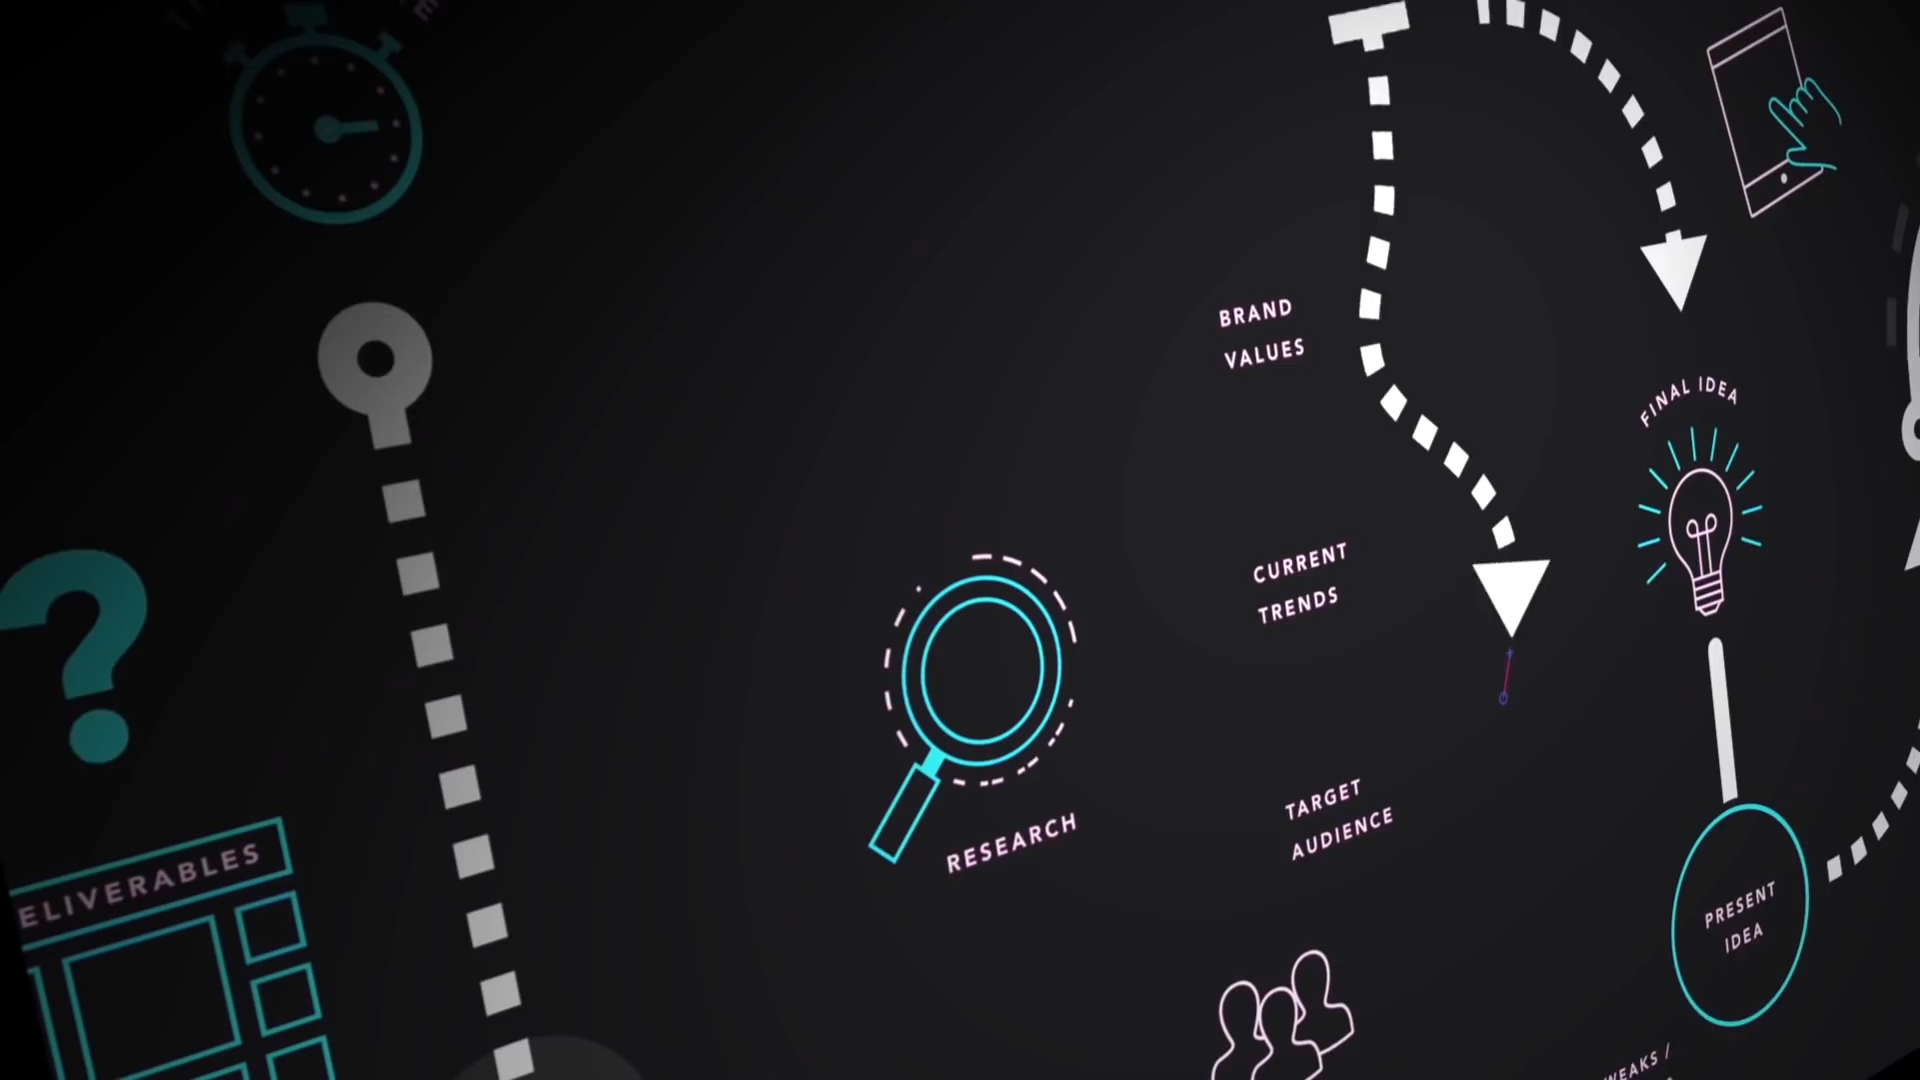 BRAND
VALUES
FINAL IDEA
CURRENT
TRENDS
RESEARCH
TARGET
AUDIENCE
ELIVERABLES
PRESENT
IDEA
WEAKS /